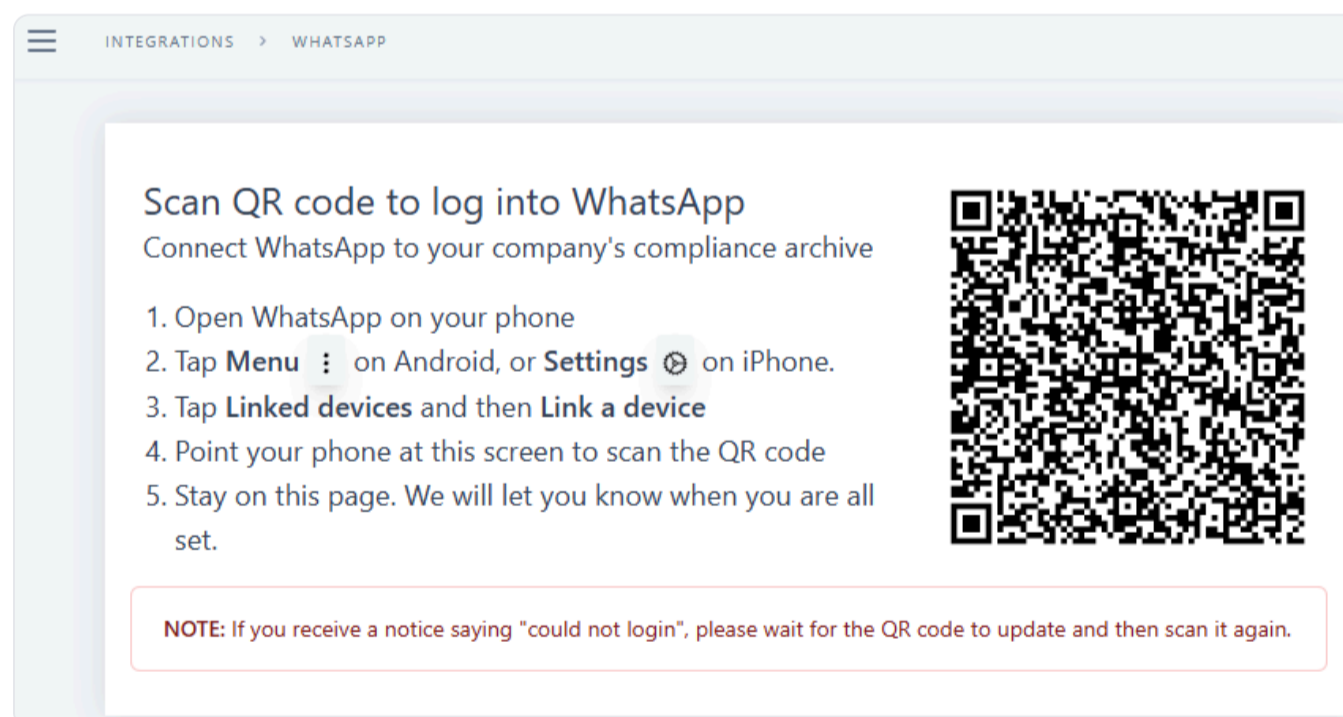 INTEGRATIONS > WHATSAPP
Scan QR code to log into WhatsApp
Connect WhatsApp to your company's compliance archive
1. Open WhatsApp on your phone
2. Tap Menu ⋮ on Android, or Settings ⚙ on iPhone.
3. Tap Linked devices and then Link a device
4. Point your phone at this screen to scan the QR code
5. Stay on this page. We will let you know when you are all
set.
NOTE: If you receive a notice saying "could not login", please wait for the QR code to update and then scan it again.